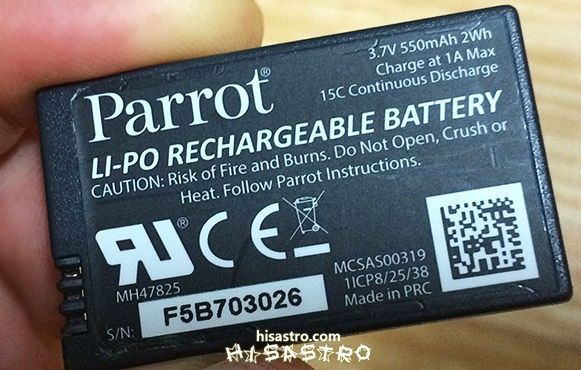 3.7V 550mAh 2Wh
Charge at 1A Max
15C Continuous Discharge
Parrot®
LI-PO RECHARGEABLE BATTERY
CAUTION: Risk of Fire and Burns. Do Not Open, Crush or
Heat. Follow Parrot Instructions.
RU® CE
MH47825
MCSAS00319
1ICP8/25/38
Made in PRC
S/N: F5B703026
hisastro.com
HISASTRO